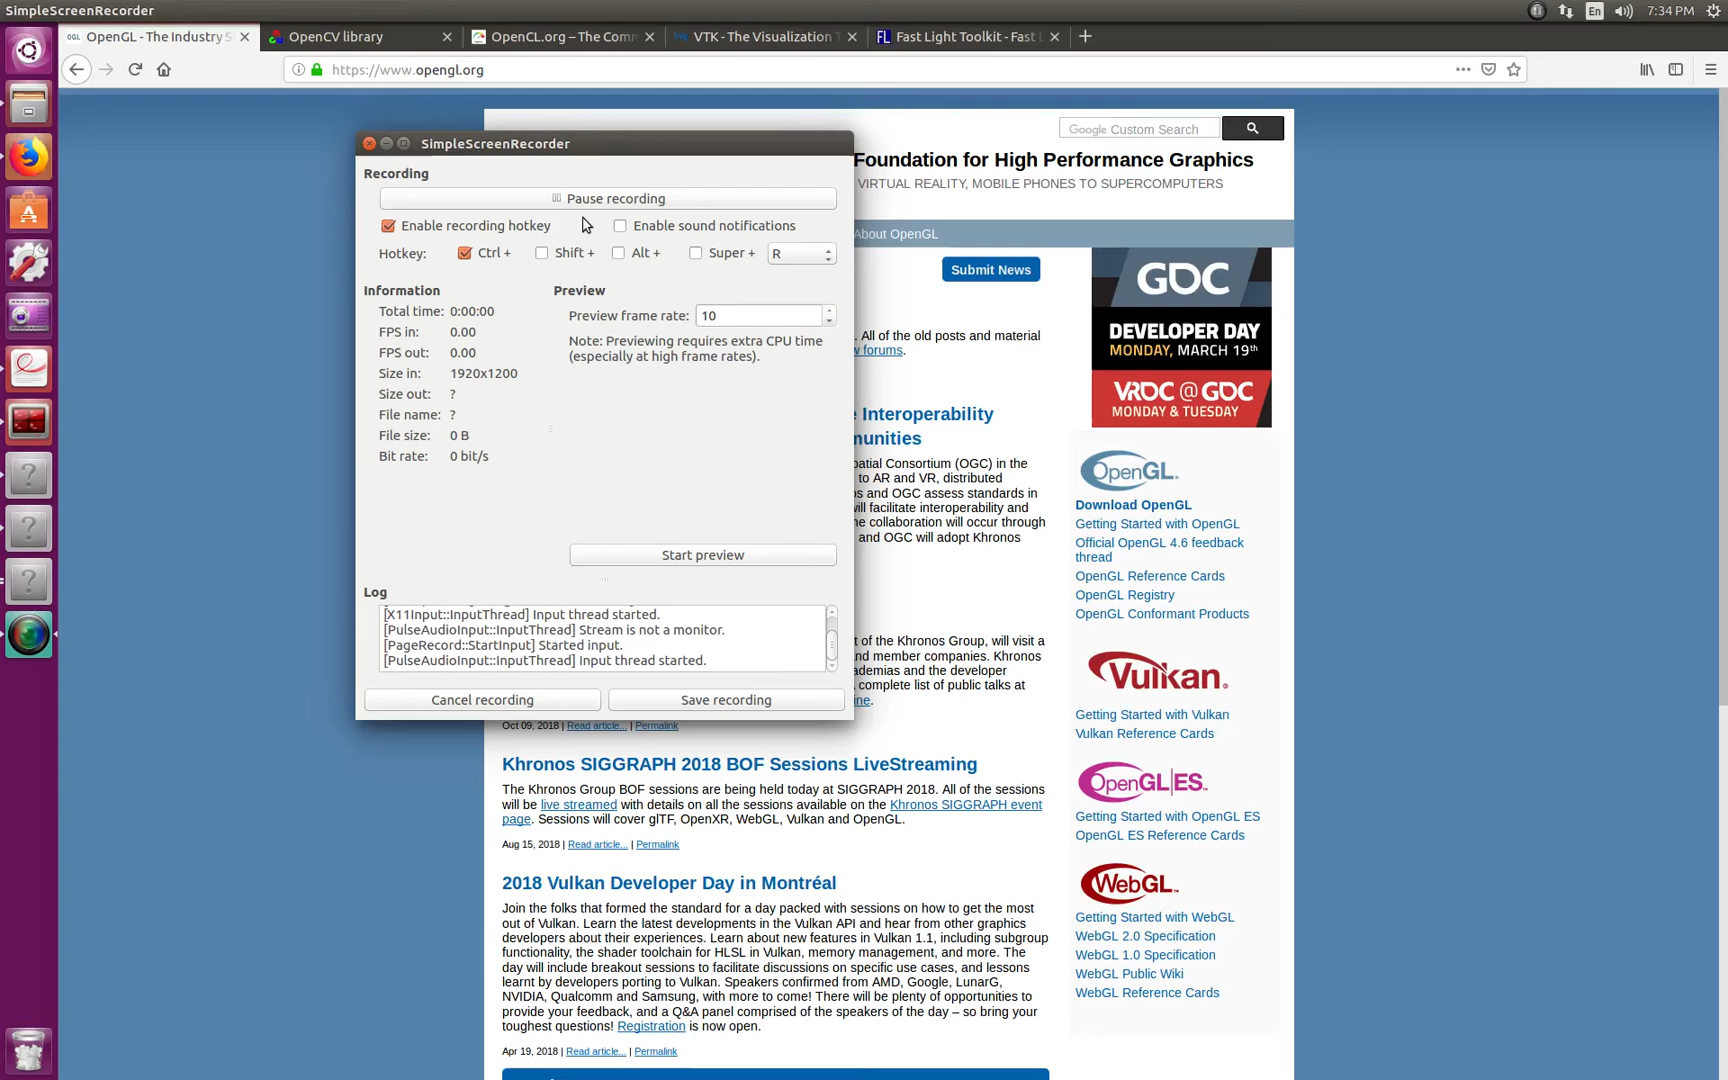 SimpleScreenRecorder
En
7:34 PM
OGL OpenGL - The Industry S
OpenCV library
OpenCL.org – The Com
VTK - The Visualization T
FL Fast Light Toolkit - Fast L
https://www.opengl.org
SimpleScreenRecorder
Recording
Pause recording
Enable recording hotkey
Enable sound notifications
Hotkey:
Ctrl +
Shift +
Alt +
Super +
R
Information
Total time: 0:00:00
FPS in: 0.00
FPS out: 0.00
Size in: 1920x1200
Size out: ?
File name: ?
File size: 0 B
Bit rate: 0 bit/s
Preview
Preview frame rate: 10
Note: Previewing requires extra CPU time
(especially at high frame rates).
Start preview
Log
[X11Input::InputThread] Input thread started.
[PulseAudioInput::InputThread] Stream is not a monitor.
[PageRecord::StartInput] Started input.
[PulseAudioInput::InputThread] Input thread started.
Cancel recording
Save recording
Google Custom Search
Foundation for High Performance Graphics
VIRTUAL REALITY, MOBILE PHONES TO SUPERCOMPUTERS
About OpenGL
Submit News
. All of the old posts and material
w forums.
e Interoperability
munities
patial Consortium (OGC) in the
to AR and VR, distributed
os and OGC assess standards in
will facilitate interoperability and
he collaboration will occur through
and OGC will adopt Khronos
t of the Khronos Group, will visit a
and member companies. Khronos
ademias and the developer
complete list of public talks at
ine.
Oct 09, 2018 | Read article... | Permalink
Khronos SIGGRAPH 2018 BOF Sessions LiveStreaming
The Khronos Group BOF sessions are being held today at SIGGRAPH 2018. All of the sessions
will be live streamed with details on all the sessions available on the Khronos SIGGRAPH event
page. Sessions will cover glTF, OpenXR, WebGL, Vulkan and OpenGL.
Aug 15, 2018 | Read article... | Permalink
2018 Vulkan Developer Day in Montréal
Join the folks that formed the standard for a day packed with sessions on how to get the most
out of Vulkan. Learn the latest developments in the Vulkan API and hear from other graphics
developers about their experiences. Learn about new features in Vulkan 1.1, including subgroup
functionality, the shader toolchain for HLSL in Vulkan, memory management, and more. The
day will include breakout sessions to facilitate discussions on specific use cases, and lessons
learnt by developers porting to Vulkan. Speakers confirmed from AMD, Google, LunarG,
NVIDIA, Qualcomm and Samsung, with more to come! There will be plenty of opportunities to
provide your feedback, and a Q&A panel comprised of the speakers of the day – so bring your
toughest questions! Registration is now open.
Apr 19, 2018 | Read article... | Permalink
GDC
DEVELOPER DAY
MONDAY, MARCH 19th
VRDC @ GDC
MONDAY & TUESDAY
OpenGL
Download OpenGL
Getting Started with OpenGL
Official OpenGL 4.6 feedback
thread
OpenGL Reference Cards
OpenGL Registry
OpenGL Conformant Products
Vulkan
Getting Started with Vulkan
Vulkan Reference Cards
OpenGL|ES
Getting Started with OpenGL ES
OpenGL ES Reference Cards
WebGL
Getting Started with WebGL
WebGL 2.0 Specification
WebGL 1.0 Specification
WebGL Public Wiki
WebGL Reference Cards